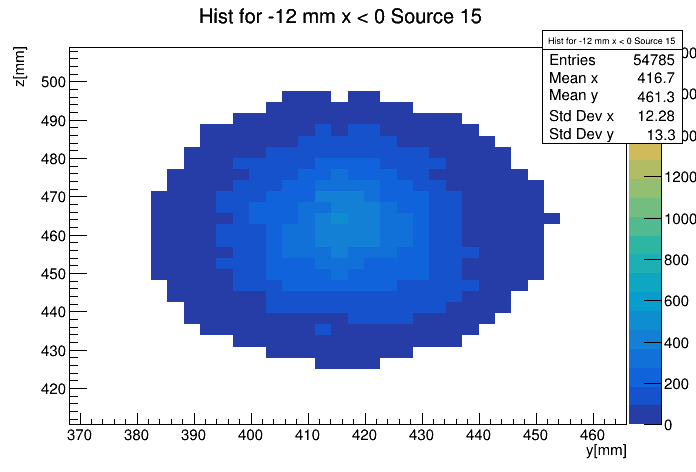 Hist for -12 mm x < 0 Source 15
Hist for -12 mm x < 0 Source 15
Entries 54785
Mean x 416.7
Mean y 461.3
Std Dev x 12.28
Std Dev y 13.3
z[mm]
500
490
480
470
460
450
440
430
420
370 380 390 400 410 420 430 440 450 460
y[mm]
1200
1000
800
600
400
200
0